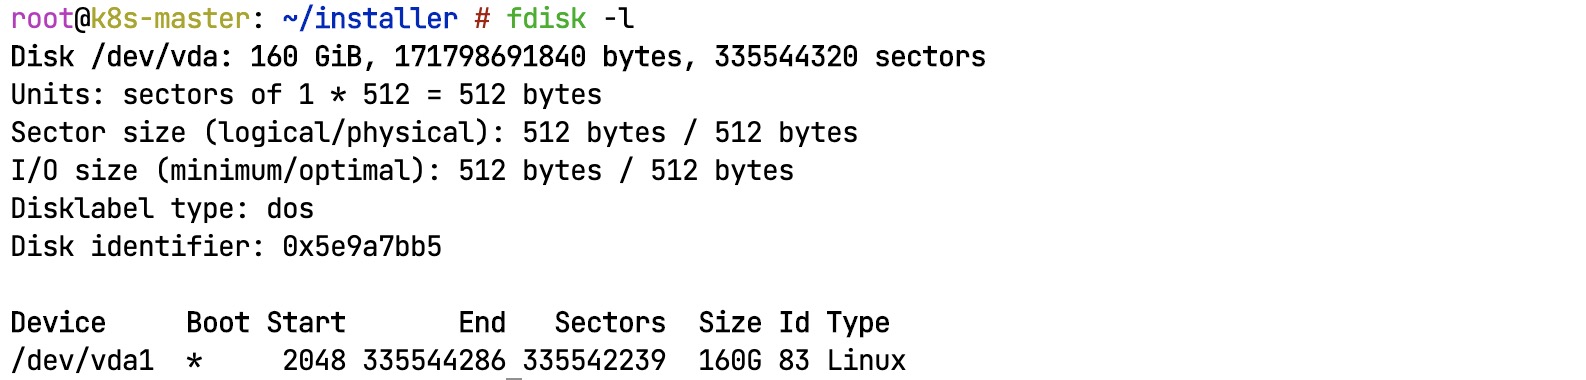 root@k8s-master: ~/installer # fdisk -l
Disk /dev/vda: 160 GiB, 171798691840 bytes, 335544320 sectors
Units: sectors of 1 * 512 = 512 bytes
Sector size (logical/physical): 512 bytes / 512 bytes
I/O size (minimum/optimal): 512 bytes / 512 bytes
Disklabel type: dos
Disk identifier: 0x5e9a7bb5

Device     Boot Start       End   Sectors  Size Id Type
/dev/vda1  *     2048 335544286 335542239  160G 83 Linux